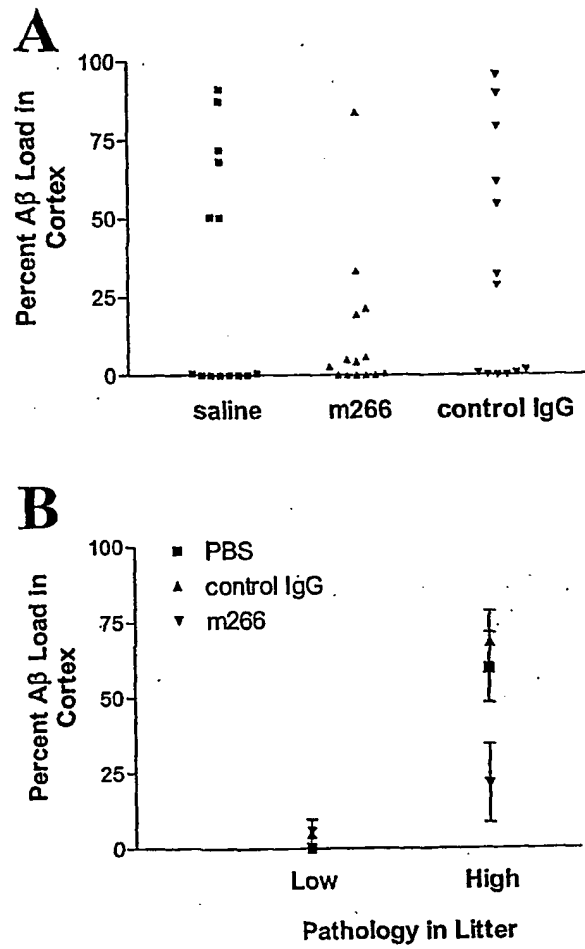 A
Percent Aβ Load in
Cortex
100
75
50
25
0
saline
m266
control IgG
B
PBS
control IgG
m266
Percent Aβ Load in
Cortex
100
75
50
25
0
Low
High
Pathology in Litter